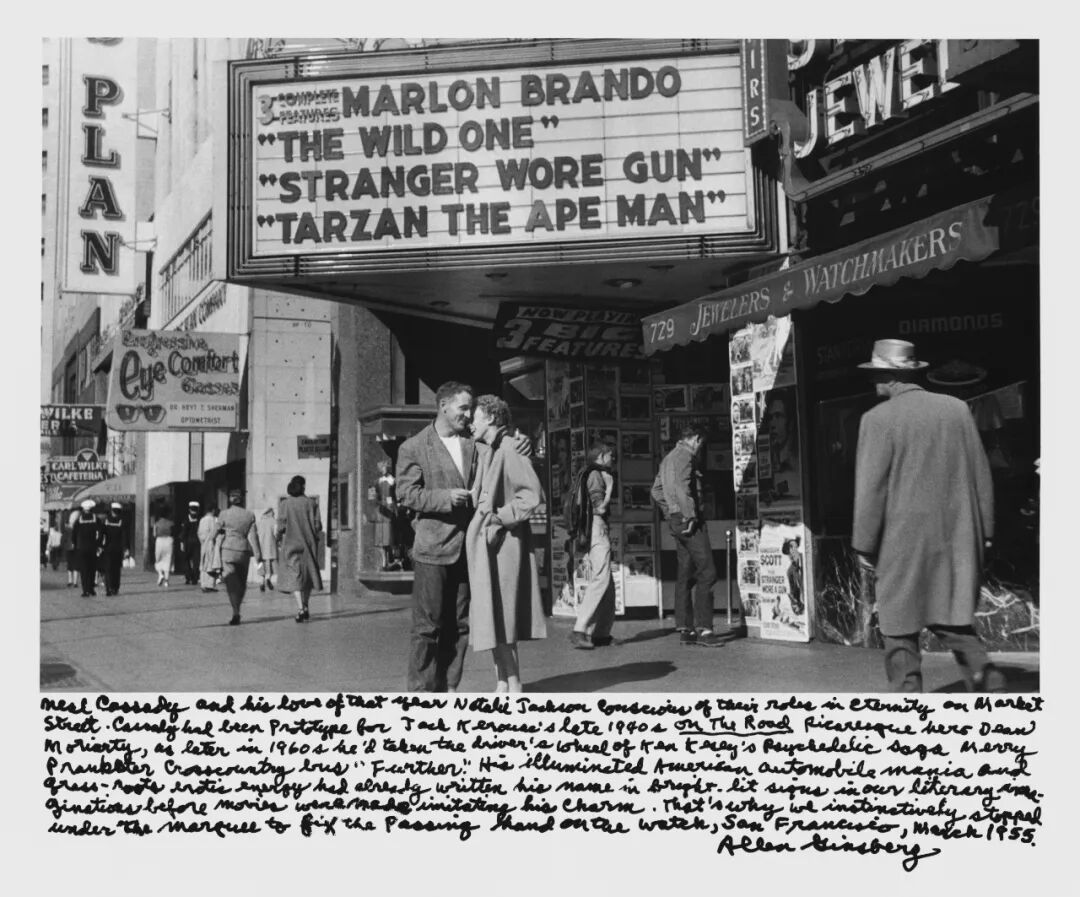 PLAN
3 COMPLETE FEATURES MARLON BRANDO
"THE WILD ONE"
"STRANGER WORE GUN"
"TARZAN THE APE MAN"
JEWEL
NOW PLAYING
3 BIG
FEATURES
729 JEWELERS & WATCHMAKERS
729
DIAMONDS
Eye Comfort
Glasses
DR. HOYT T. SHERMAN
OPTOMETRIST
WILKE
CARL WILKE
CAFETERIA
SCOTT
STRANGER
WORE A GUN
Neal Cassady and his love of that year Natalie Jackson conscious of their roles in Eternity on Market
Street. Cassady had been Prototype for Jack Kerouac's late 1940s On The Road Picaresque hero Dean
Moriarty, as later in 1960s he'd taken the driver's wheel of Ken Kesey's Psychedelic Saga Merry
Prankster Crosscountry bus "Further." His illuminated American automobile mania and
Grass-roots erotic energy had already written his name in bright-lit signs in our literary ima-
ginations before movies were made imitating his charm. That's why we instinctively stopped
under the marquee to fix the Passing hand on the watch, San Francisco, March 1955.
Allen Ginsberg